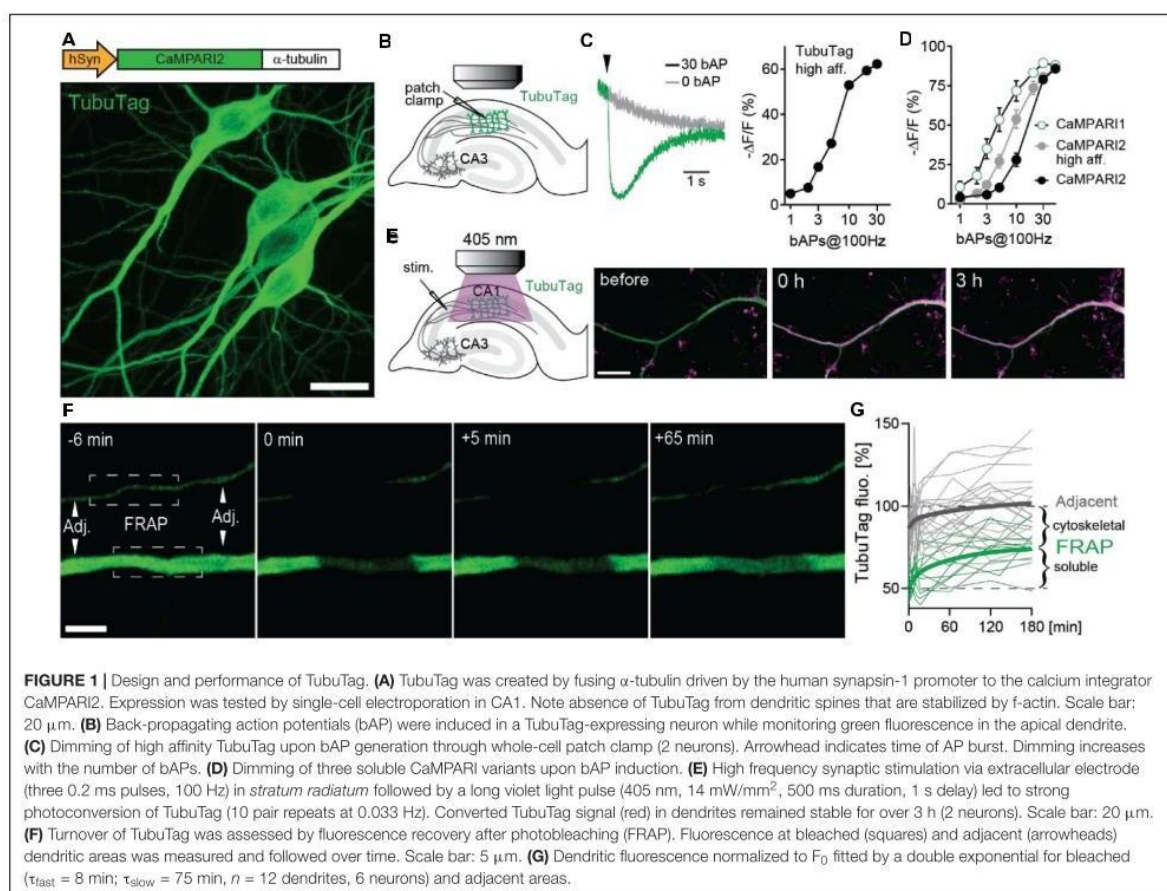 A
hSyn
CaMPARI2
α-tubulin
TubuTag
B
patch
clamp
TubuTag
CA3
C
30 bAP
0 bAP
1 s
TubuTag
high aff.
-ΔF/F (%)
60
40
20
0
1
3
10
30
bAPs@100Hz
D
-ΔF/F (%)
100
75
50
25
0
CaMPARI1
CaMPARI2
high aff.
CaMPARI2
1
3
10
30
bAPs@100Hz
E
405 nm
stim.
TubuTag
CA1
CA3
before
0 h
3 h
F
-6 min
0 min
+5 min
+65 min
Adj.
FRAP
Adj.
G
TubuTag fluo. [%]
150
100
50
Adjacent
cytoskeletal
FRAP
soluble
0
60
120
180 [min]
FIGURE 1 | Design and performance of TubuTag. (A) TubuTag was created by fusing α-tubulin driven by the human synapsin-1 promoter to the calcium integrator
CaMPARI2. Expression was tested by single-cell electroporation in CA1. Note absence of TubuTag from dendritic spines that are stabilized by f-actin. Scale bar:
20 μm. (B) Back-propagating action potentials (bAP) were induced in a TubuTag-expressing neuron while monitoring green fluorescence in the apical dendrite.
(C) Dimming of high affinity TubuTag upon bAP generation through whole-cell patch clamp (2 neurons). Arrowhead indicates time of AP burst. Dimming increases
with the number of bAPs. (D) Dimming of three soluble CaMPARI variants upon bAP induction. (E) High frequency synaptic stimulation via extracellular electrode
(three 0.2 ms pulses, 100 Hz) in stratum radiatum followed by a long violet light pulse (405 nm, 14 mW/mm², 500 ms duration, 1 s delay) led to strong
photoconversion of TubuTag (10 pair repeats at 0.033 Hz). Converted TubuTag signal (red) in dendrites remained stable for over 3 h (2 neurons). Scale bar: 20 μm.
(F) Turnover of TubuTag was assessed by fluorescence recovery after photobleaching (FRAP). Fluorescence at bleached (squares) and adjacent (arrowheads)
dendritic areas was measured and followed over time. Scale bar: 5 μm. (G) Dendritic fluorescence normalized to F₀ fitted by a double exponential for bleached
(τfast = 8 min; τslow = 75 min, n = 12 dendrites, 6 neurons) and adjacent areas.